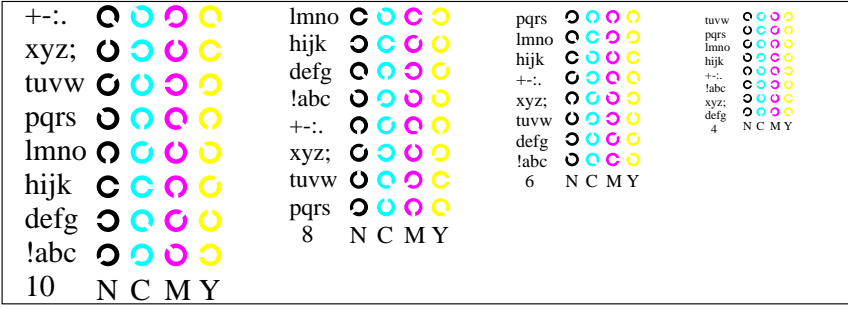 +-:.
xyz;
tuvw
pqrs
lmno
hijk
defg
!abc
10 N C M Y
lmno
hijk
defg
!abc
+-:.
xyz;
tuvw
pqrs
8 N C M Y
pqrs
lmno
hijk
+-:.
xyz;
tuvw
defg
!abc
6 N C M Y
tuvw
pqrs
lmno
hijk
+-:.
!abc
xyz;
defg
4 N C M Y